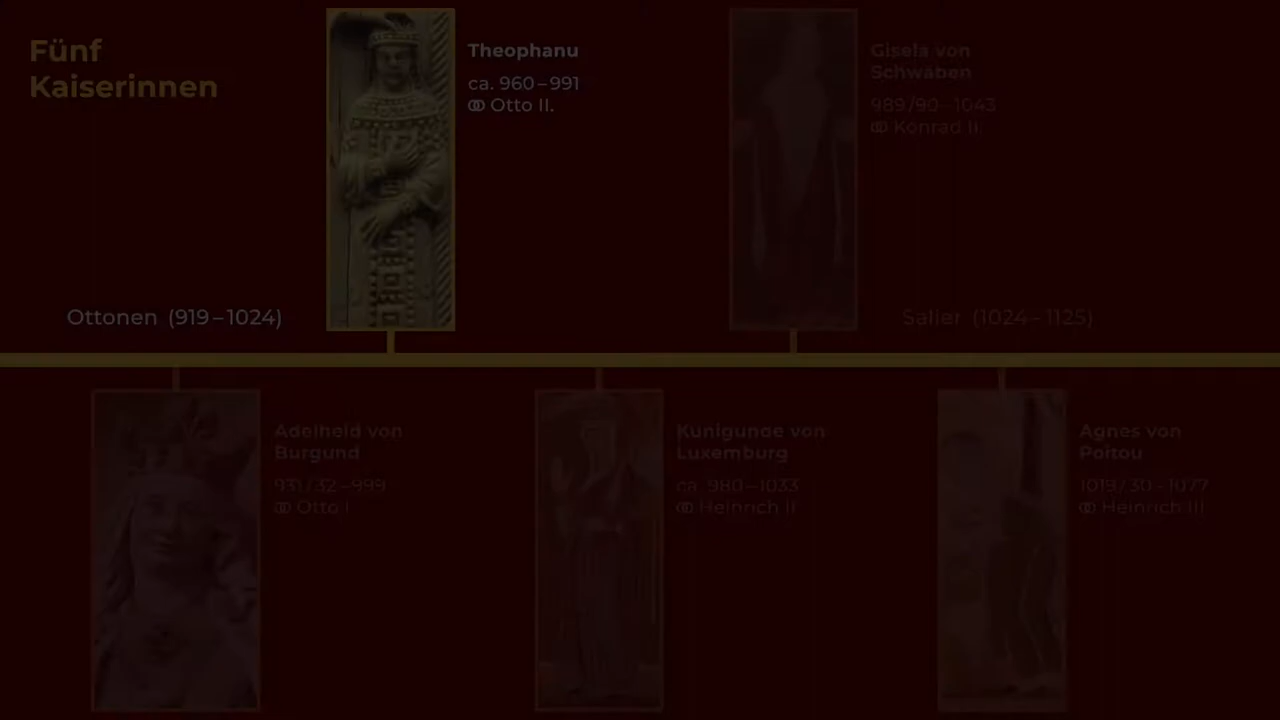 Fünf
Kaiserinnen
Theophanu
ca. 960–991
⚭ Otto II.
Gisela von
Schwaben
989/90–1043
⚭ Konrad II.
Ottonen (919–1024)
Salier (1024–1125)
Adelheid von
Burgund
931/32–999
⚭ Otto I.
Kunigunde von
Luxemburg
ca. 980–1033
⚭ Heinrich II.
Agnes von
Poitou
1019/30–1077
⚭ Heinrich III.